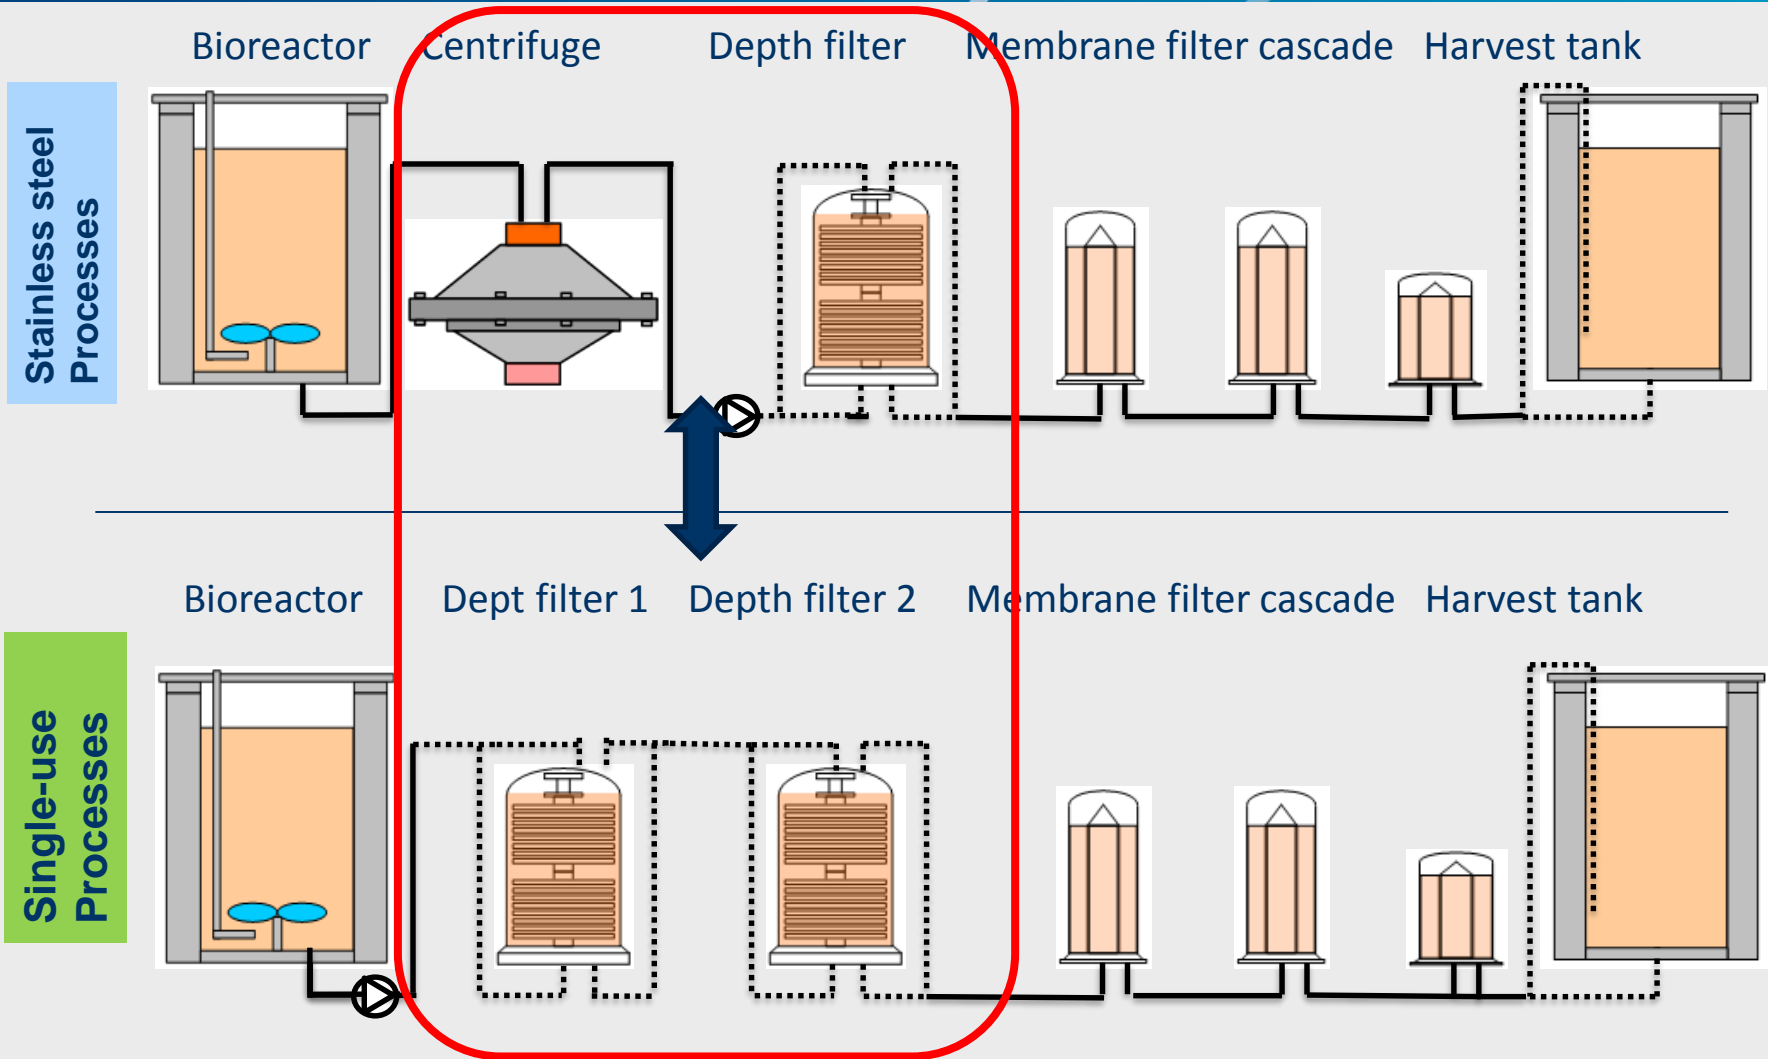 Bioreactor Centrifuge Depth filter Membrane filter cascade Harvest tank
Stainless steel
Processes
Bioreactor Dept filter 1 Depth filter 2 Membrane filter cascade Harvest tank
Single-use
Processes